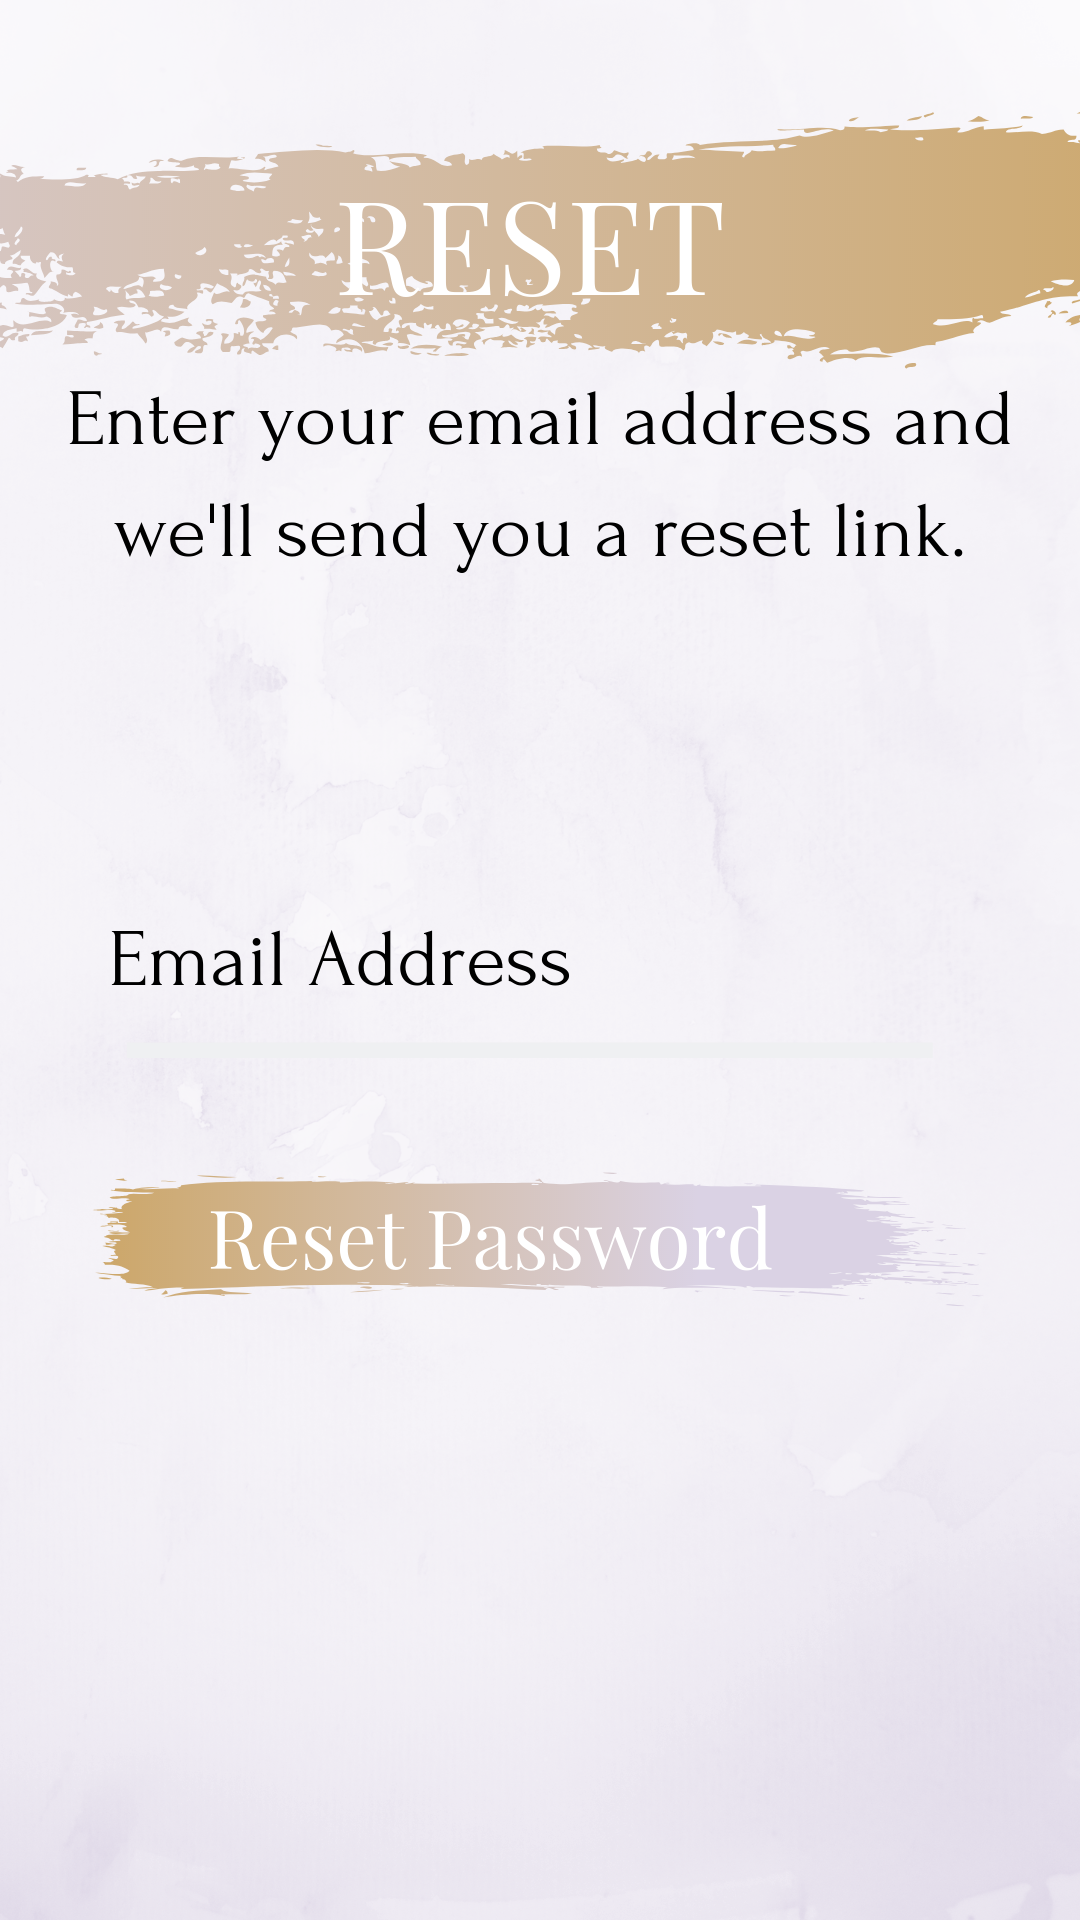 RESET
Enter your email address and
we'll send you a reset link.
Email Address
Reset Password